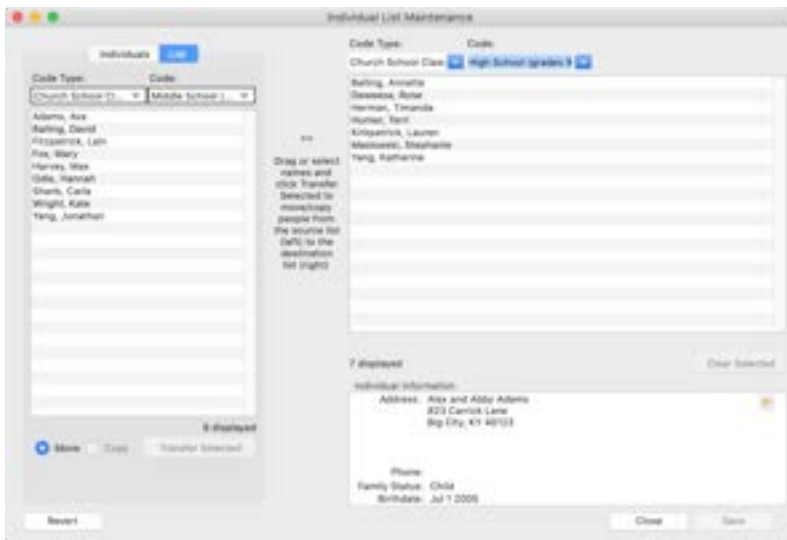 Individual List Maintenance
Individuals List
Code Type: Code:
Church School Cl... Middle School (...
Adams, Ava
Balling, David
Fitzpatrick, Lain
Fox, Mary
Harvey, Max
Odle, Hannah
Shank, Carla
Wright, Kate
Yang, Jonathan
9 displayed
Move Copy Transfer Selected
Revert
>>
Drag or select
names and
click Transfer
Selected to
move/copy
people from
the source list
(left) to the
destination
list (right)
Code Type: Code:
Church School Class High School (grades 9
Balling, Annette
Rose
Herman, Timanda
Hunter, Terri
Kirkpatrick, Lauren
Stephanie
Yang, Katherine
7 displayed
Clear Selected
Individual Information
Address: Alex and Abby Adams
823 Carrick Lane
Big City, KY 40123
Phone:
Family Status: Child
Birthdate: Jul 1 2005
Close Save